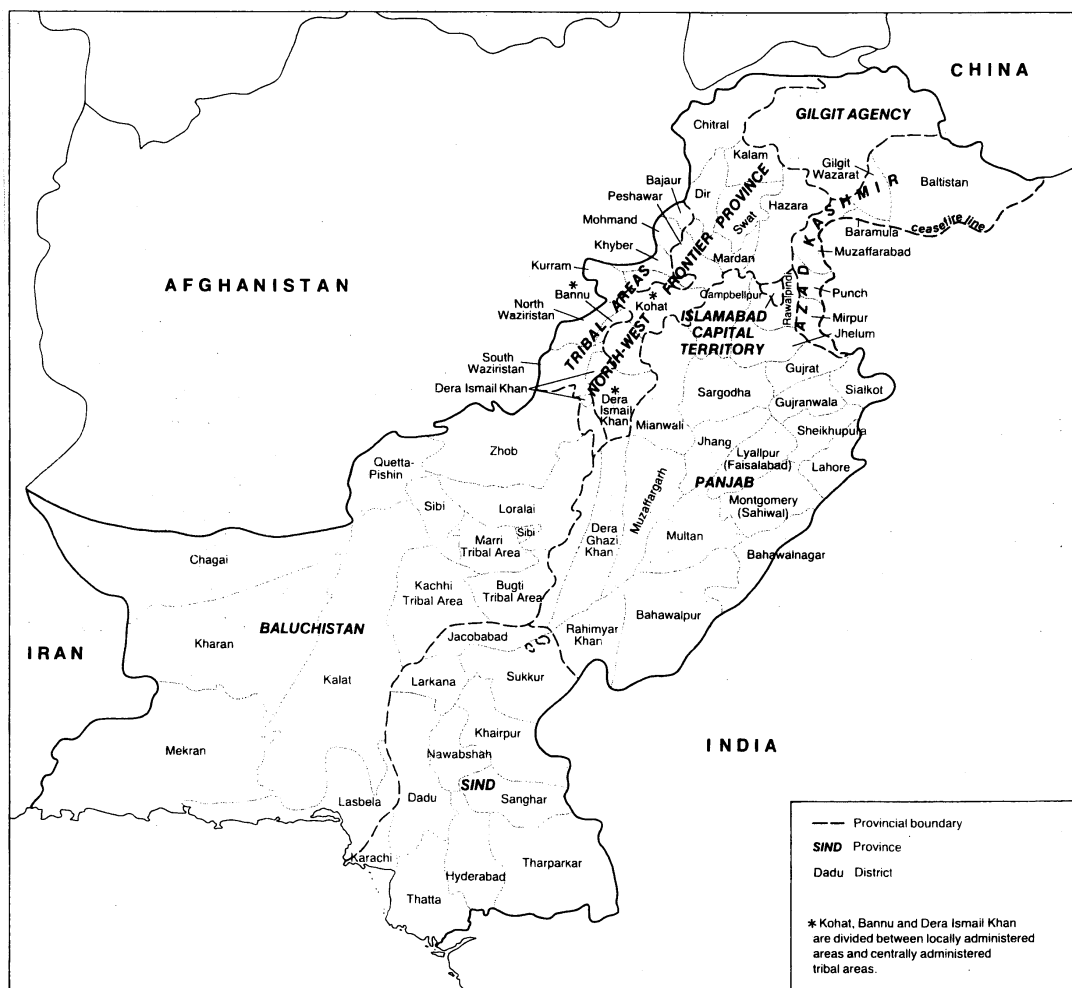 CHINA
GILGIT AGENCY
Chitral
Kalam
Gilgit
Wazarat
Baltistan
Bajaur
Peshawar
Dir
Hazara
Mohmand
Swat
AZAD KASHMIR
ceasefire line
Baramula
Muzaffarabad
Khyber
Mardan
NORTH-WEST FRONTIER PROVINCE
Kurram
TRIBAL AREAS
AFGHANISTAN
*
Bannu
*
Kohat
Campbellpur
Rawalpindi
Punch
North
Waziristan
ISLAMABAD
CAPITAL
TERRITORY
Mirpur
Jhelum
South
Waziristan
Gujrat
Dera Ismail Khan
*
Dera
Ismail
Khan
Sargodha
Sialkot
Gujranwala
Mianwali
Sheikhupura
Jhang
Zhob
Lyallpur
(Faisalabad)
Lahore
Quetta-
Pishin
PANJAB
Muzaffargarh
Montgomery
(Sahiwal)
Sibi
Loralai
Sibi
Dera
Ghazi
Khan
Multan
Marri
Tribal Area
Bahawalnagar
Chagai
Kachhi
Tribal Area
Bugti
Tribal Area
Bahawalpur
BALUCHISTAN
Jacobabad
Rahimyar
Khan
Kharan
IRAN
Kalat
Larkana
Sukkur
Khairpur
INDIA
Mekran
Nawabshah
SIND
Lasbela
Dadu
Sanghar
Karachi
Tharparkar
Hyderabad
Thatta
Provincial boundary
SIND Province
Dadu District
* Kohat, Bannu and Dera Ismail Khan
are divided between locally administered
areas and centrally administered
tribal areas.